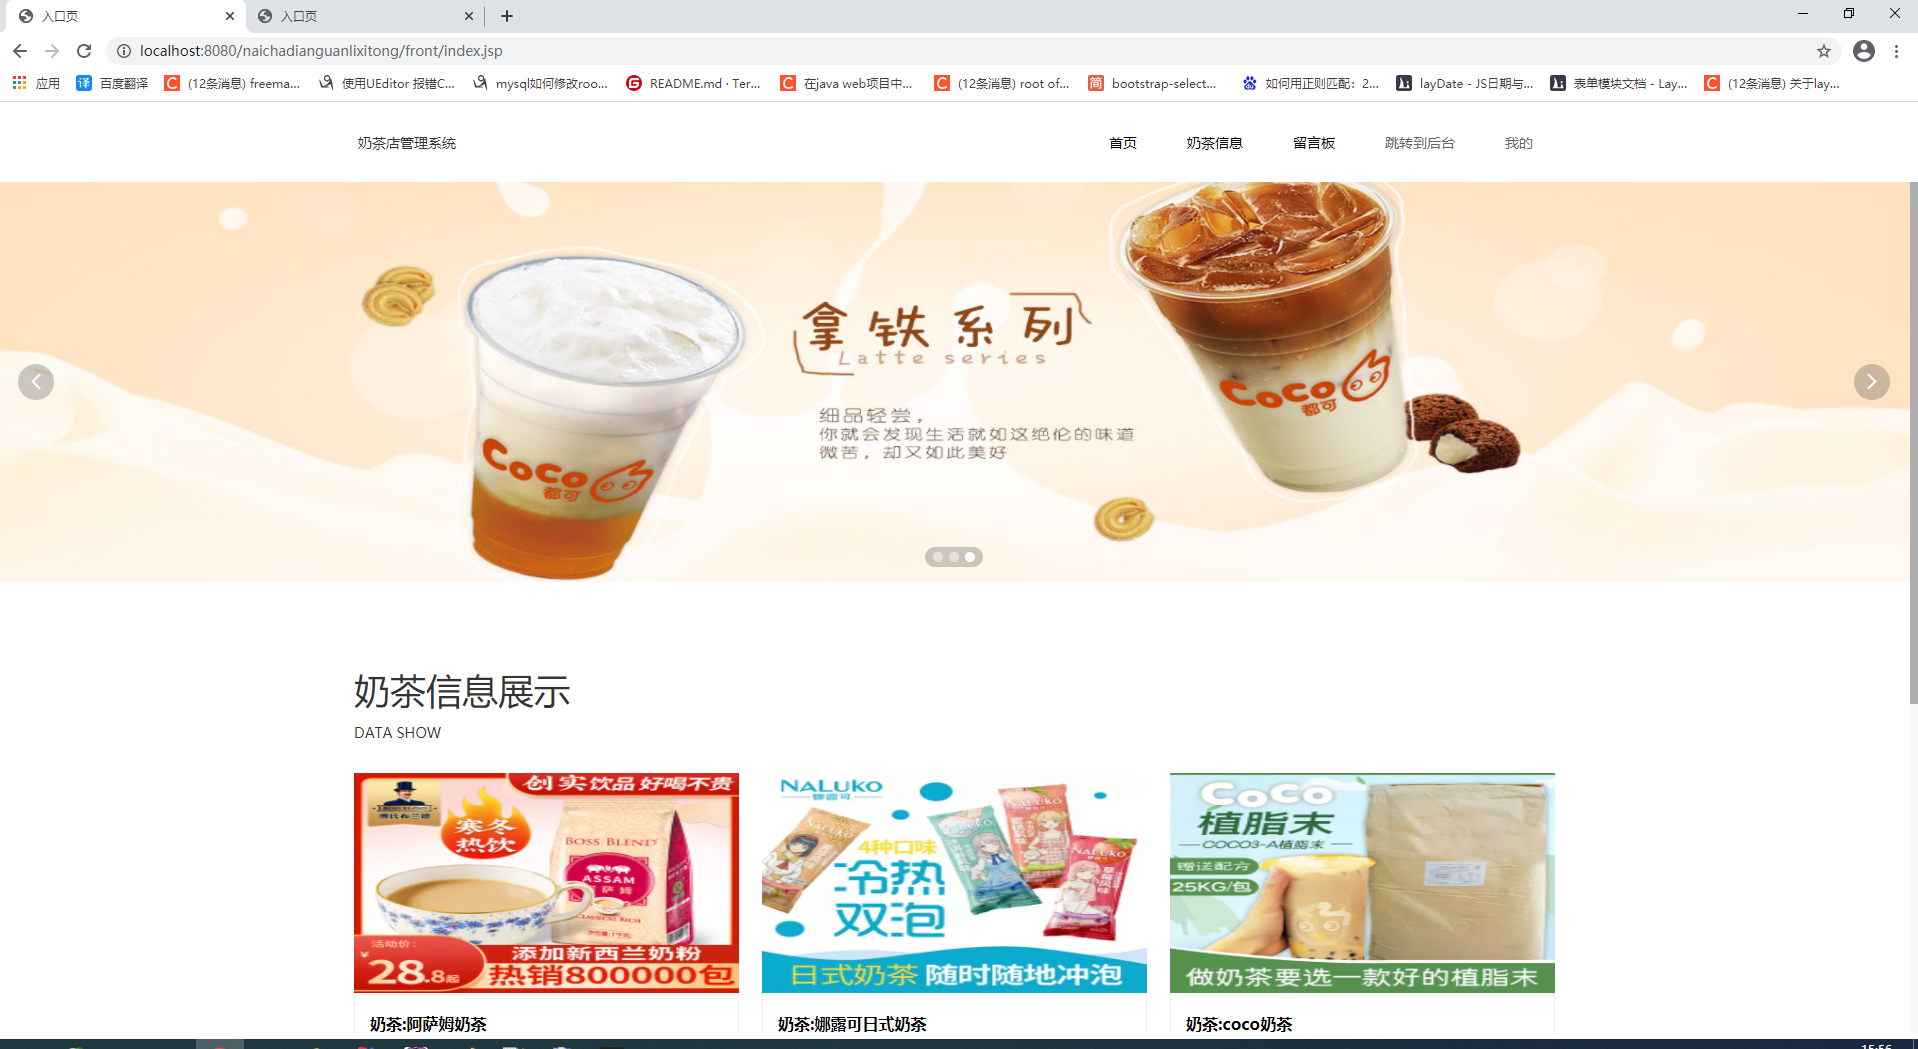 入口页
入口页
localhost:8080/naichadianguanlixitong/front/index.jsp
应用
百度翻译
(12条消息) freema...
使用UEditor 报错C...
mysql如何修改roo...
README.md · Ter...
在java web项目中...
(12条消息) root of...
bootstrap-select...
如何用正则匹配：2...
layDate - JS日期与...
表单模块文档 - Lay...
(12条消息) 关于lay...
奶茶店管理系统
首页
奶茶信息
留言板
跳转到后台
我的
拿铁系列
Latte series
细品轻尝，
你就会发现生活就如这绝伦的味道
微苦，却又如此美好
CoCo
都可
CoCo
都可
奶茶信息展示
DATA SHOW
创实饮品 好喝不贵
寒冬
热饮
BOSS BLEND
ASSAM
阿萨姆
CLASSICAL RICH
活动价：
¥28.8起
添加新西兰奶粉
热销800000包
NALUKO
娜露可
4种口味
冷热
双泡
日式奶茶 随时随地冲泡
CoCo
植脂末
COCO3-A植脂末
赠送配方
25KG/包
做奶茶要选一款好的植脂末
奶茶:阿萨姆奶茶
奶茶:娜露可日式奶茶
奶茶:coco奶茶
15:56